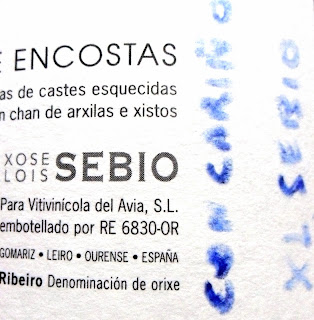 E ENCOSTAS
as de castes esquecidas
n chan de arxilas e xistos
XOSE
LOIS SEBIO
Para Vitivinícola del Avia, S.L.
embotellado por RE 6830-OR
GOMARIZ • LEIRO • OURENSE • ESPAÑA
Ribeiro Denominación de orixe
CON CARIÑO
XL SEBIO